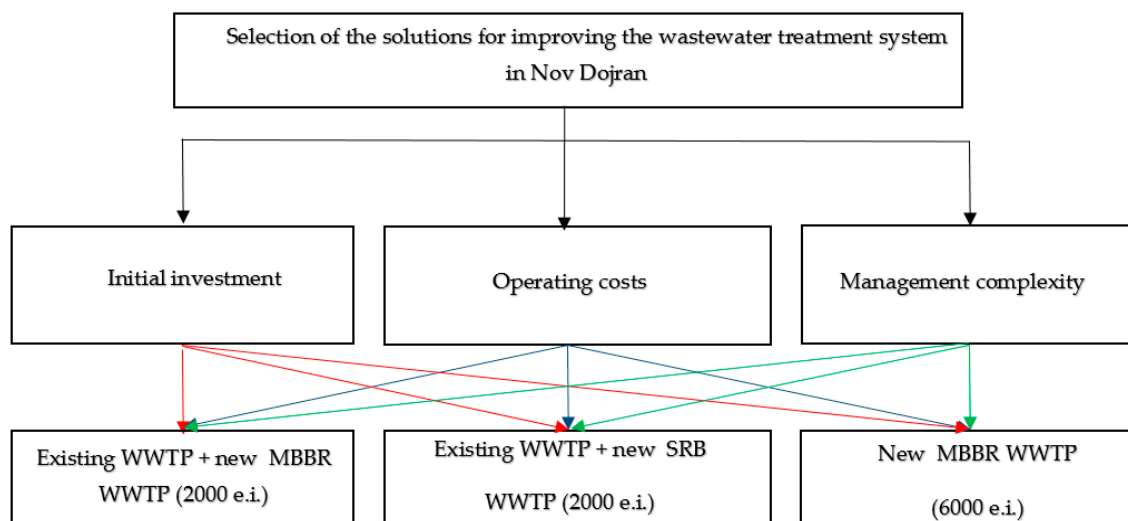 Selection of the solutions for improving the wastewater treatment system
in Nov Dojran
Initial investment
Operating costs
Management complexity
Existing WWTP + new MBBR
WWTP (2000 e.i.)
Existing WWTP + new SRB
WWTP (2000 e.i.)
New MBBR WWTP
(6000 e.i.)